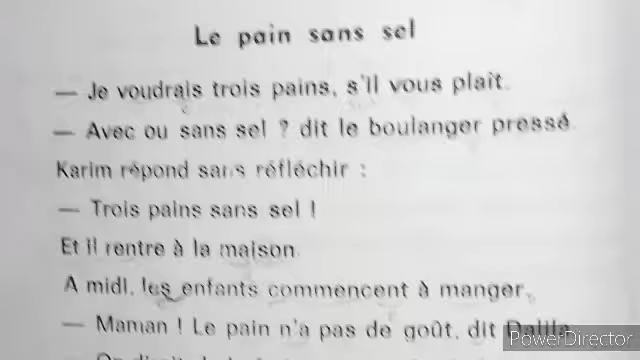 Le pain sans sel
— Je voudrais trois pains, s'il vous plait.
— Avec ou sans sel ? dit le boulanger pressé.
Karim répond sans réfléchir :
— Trois pains sans sel !
Et il rentre à la maison.
A midi, les enfants commencent à manger.
— Maman ! Le pain n'a pas de goût, dit Dalila.
PowerDirector